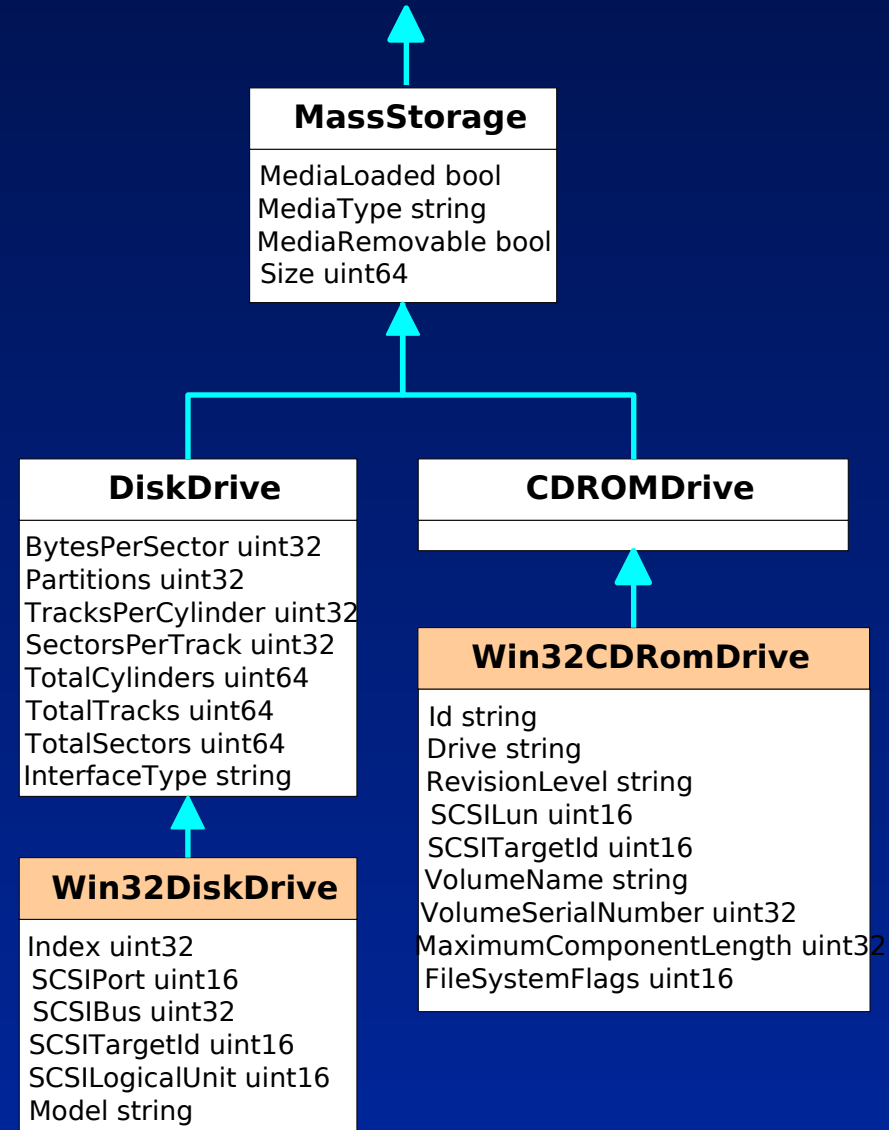 MassStorage
MediaLoaded bool
MediaType string
MediaRemovable bool
Size uint64
DiskDrive
BytesPerSector uint32
Partitions uint32
TracksPerCylinder uint32
SectorsPerTrack uint32
TotalCylinders uint64
TotalTracks uint64
TotalSectors uint64
InterfaceType string
CDROMDrive
Win32DiskDrive
Index uint32
SCSIPort uint16
SCSIBus uint32
SCSITargetId uint16
SCSILogicalUnit uint16
Model string
Win32CDRomDrive
Id string
Drive string
RevisionLevel string
SCSILun uint16
SCSITargetId uint16
VolumeName string
VolumeSerialNumber uint32
MaximumComponentLength uint32
FileSystemFlags uint16